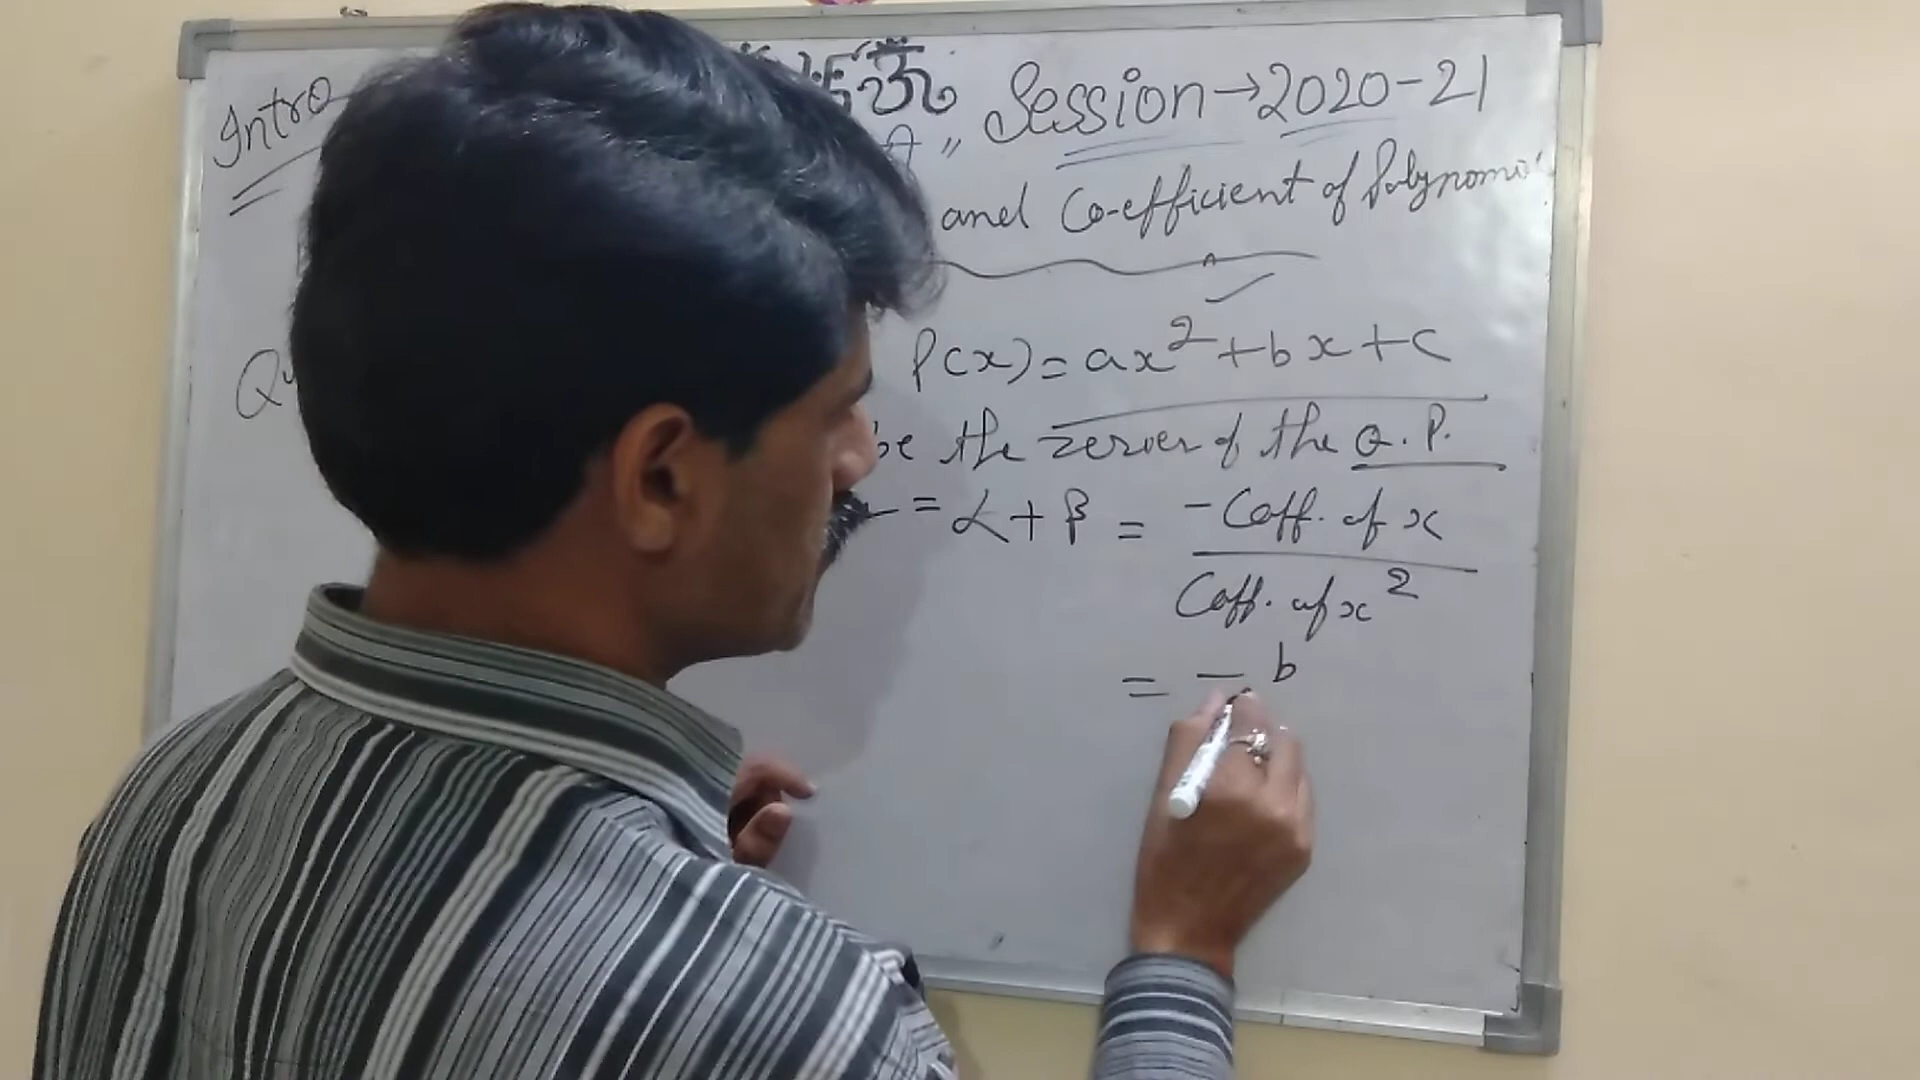 Intro
ॐ Session → 2020-21
and Co-efficient of Polynomi
P(x) = ax² + bx + c
be the zeroes of the Q.P.
= α + β = - Coff. of x
Coff. of x²
= - b